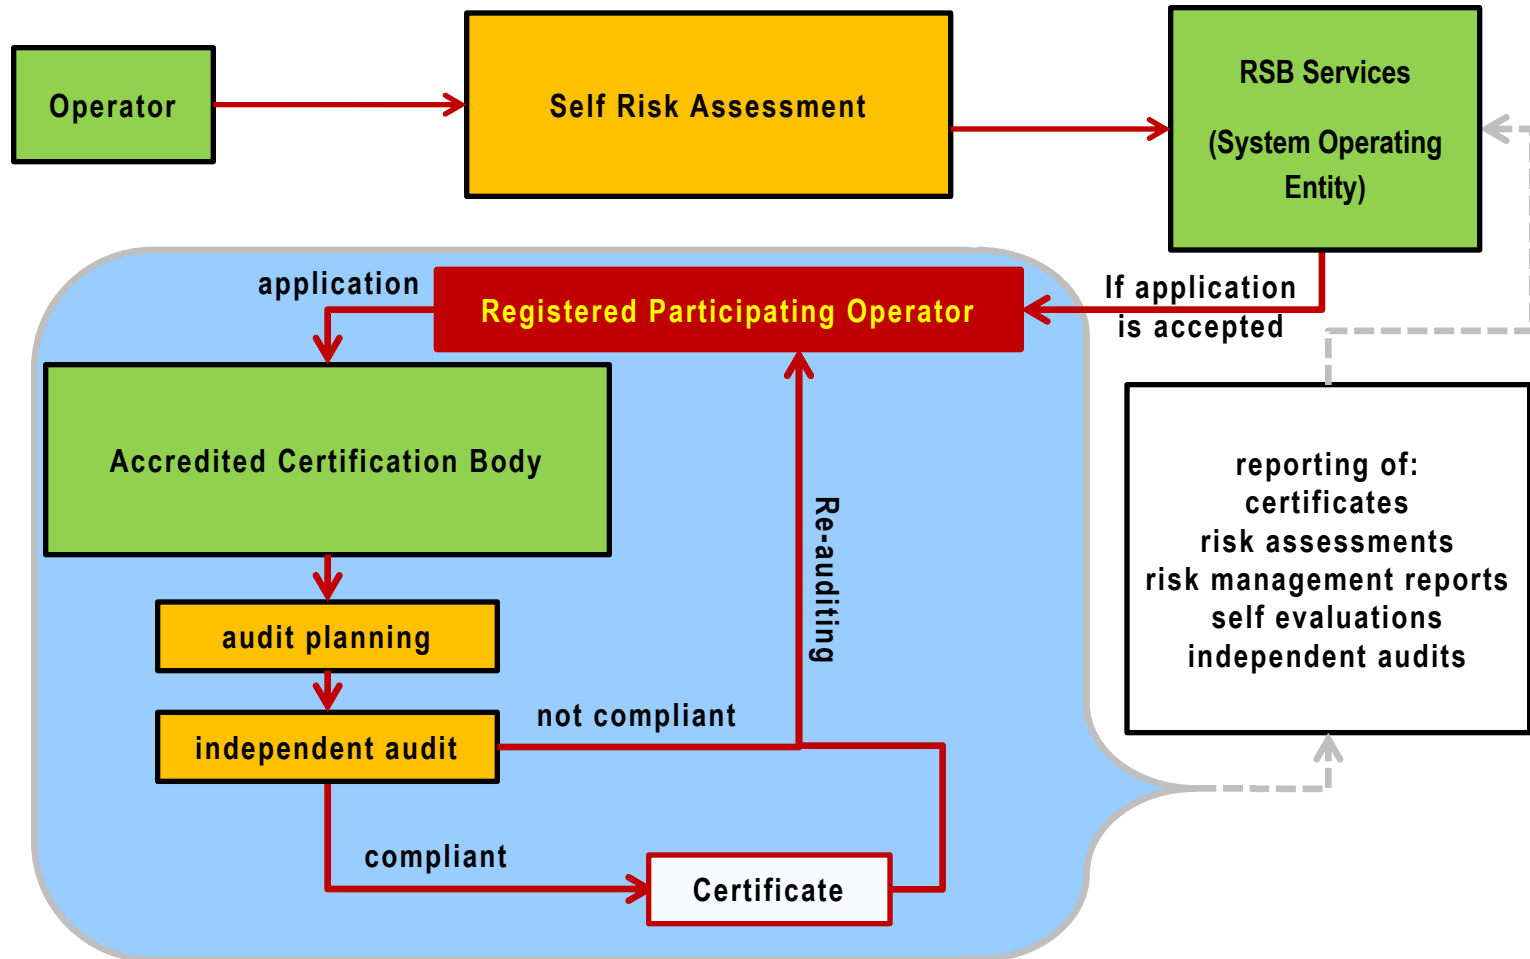 Operator
Self Risk Assessment
RSB Services
(System Operating
Entity)
application
Registered Participating Operator
If application
is accepted
Accredited Certification Body
Re-auditing
reporting of:
certificates
risk assessments
risk management reports
self evaluations
independent audits
audit planning
not compliant
independent audit
compliant
Certificate